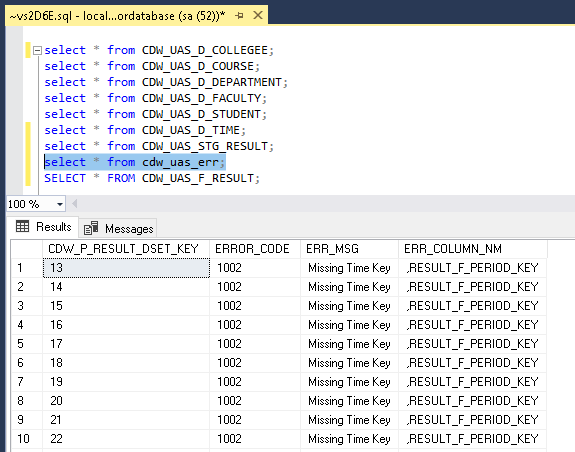 ~vs2D6E.sql - local...ordatabase (sa (52))*
select * from CDW_UAS_D_COLLEGEE;
select * from CDW_UAS_D_COURSE;
select * from CDW_UAS_D_DEPARTMENT;
select * from CDW_UAS_D_FACULTY;
select * from CDW_UAS_D_STUDENT;
select * from CDW_UAS_D_TIME;
select * from CDW_UAS_STG_RESULT;
select * from cdw_uas_err;
SELECT * FROM CDW_UAS_F_RESULT;
100 %
Results Messages
CDW_P_RESULT_DSET_KEY ERROR_CODE ERR_MSG ERR_COLUMN_NM
1 13 1002 Missing Time Key ,RESULT_F_PERIOD_KEY
2 14 1002 Missing Time Key ,RESULT_F_PERIOD_KEY
3 15 1002 Missing Time Key ,RESULT_F_PERIOD_KEY
4 16 1002 Missing Time Key ,RESULT_F_PERIOD_KEY
5 17 1002 Missing Time Key ,RESULT_F_PERIOD_KEY
6 18 1002 Missing Time Key ,RESULT_F_PERIOD_KEY
7 19 1002 Missing Time Key ,RESULT_F_PERIOD_KEY
8 20 1002 Missing Time Key ,RESULT_F_PERIOD_KEY
9 21 1002 Missing Time Key ,RESULT_F_PERIOD_KEY
10 22 1002 Missing Time Key ,RESULT_F_PERIOD_KEY